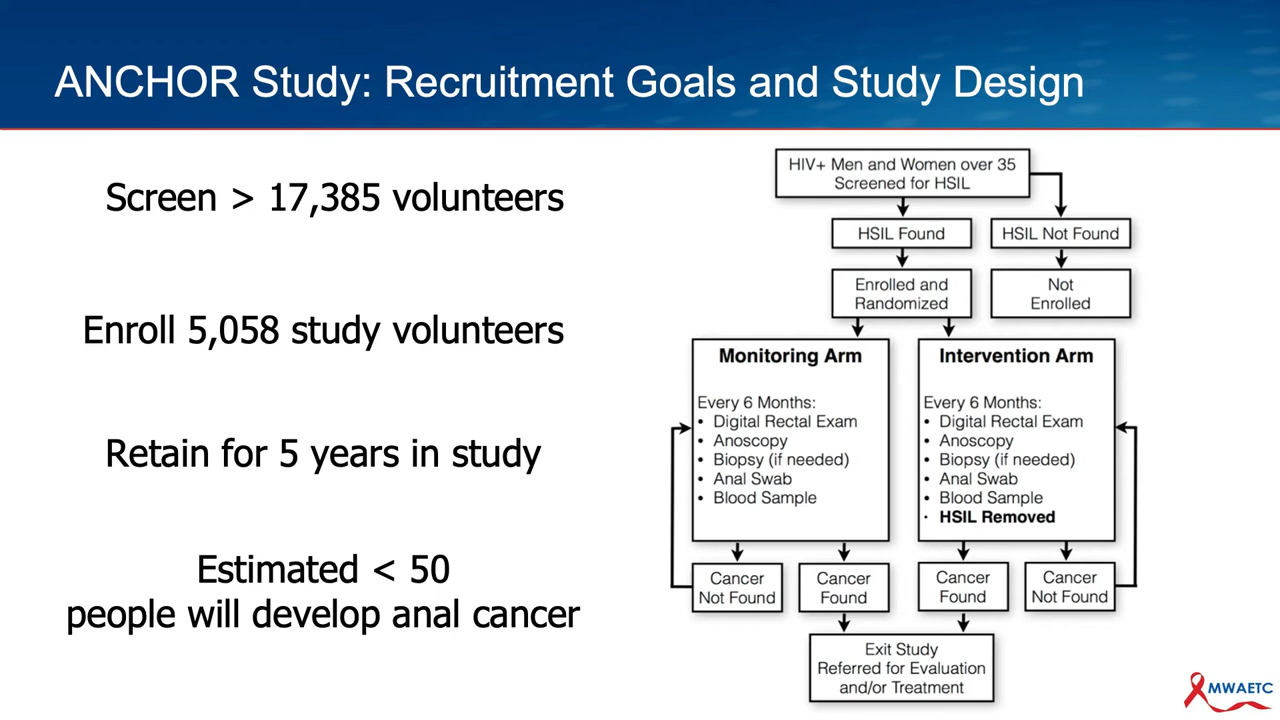 ANCHOR Study: Recruitment Goals and Study Design
Screen > 17,385 volunteers
Enroll 5,058 study volunteers
Retain for 5 years in study
Estimated < 50
people will develop anal cancer
HIV+ Men and Women over 35
Screened for HSIL
HSIL Found
HSIL Not Found
Enrolled and
Randomized
Not
Enrolled
Monitoring Arm
Every 6 Months:
• Digital Rectal Exam
• Anoscopy
• Biopsy (if needed)
• Anal Swab
• Blood Sample
Intervention Arm
Every 6 Months:
• Digital Rectal Exam
• Anoscopy
• Biopsy (if needed)
• Anal Swab
• Blood Sample
• HSIL Removed
Cancer
Not Found
Cancer
Found
Cancer
Found
Cancer
Not Found
Exit Study
Referred for Evaluation
and/or Treatment
MWAETC